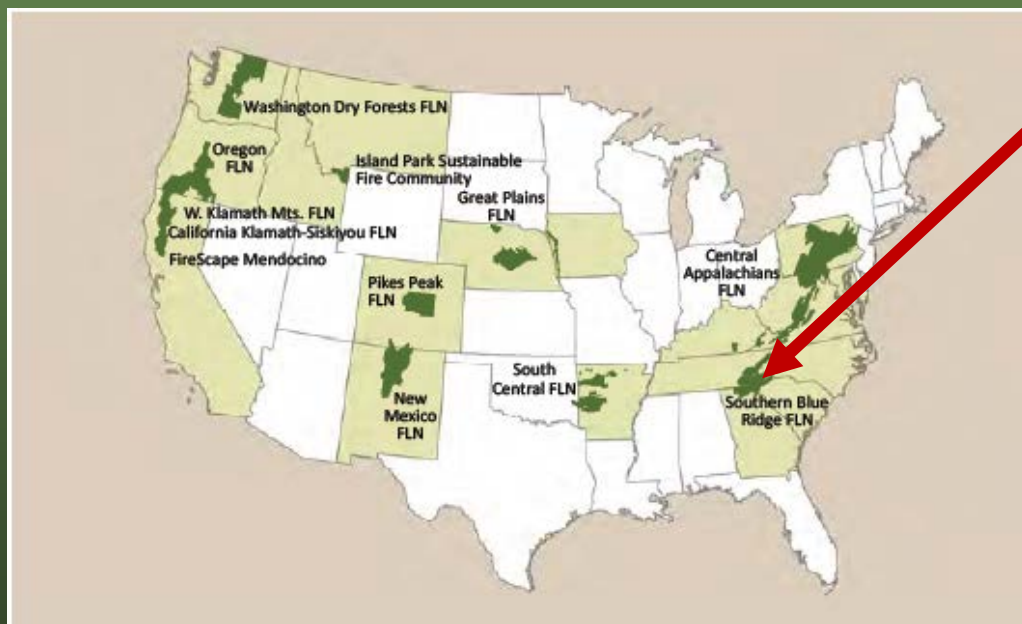 Washington Dry Forests FLN
Oregon
FLN
Island Park Sustainable
Fire Community
Great Plains
FLN
W. Klamath Mts. FLN
California Klamath-Siskiyou FLN
FireScape Mendocino
Central
Appalachians
FLN
Pikes Peak
FLN
South
Central FLN
New
Mexico
FLN
Southern Blue
Ridge FLN